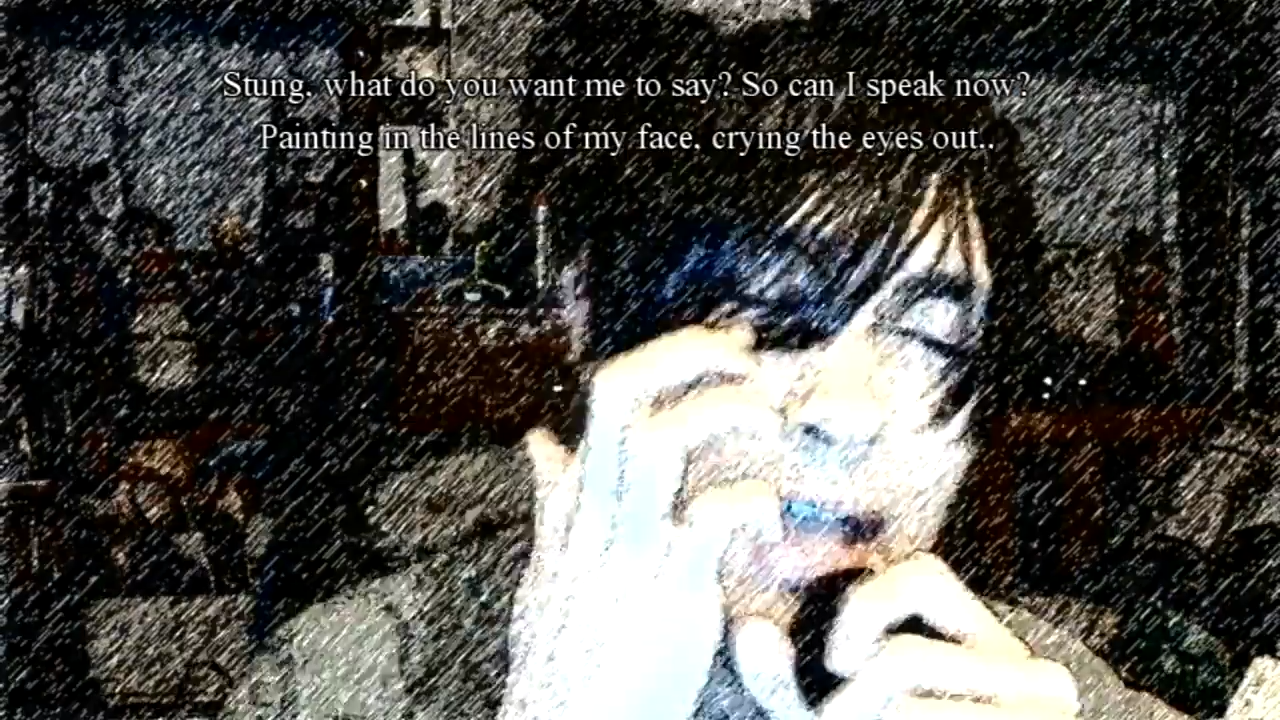 Stung, what do you want me to say? So can I speak now?
Painting in the lines of my face, crying the eyes out..